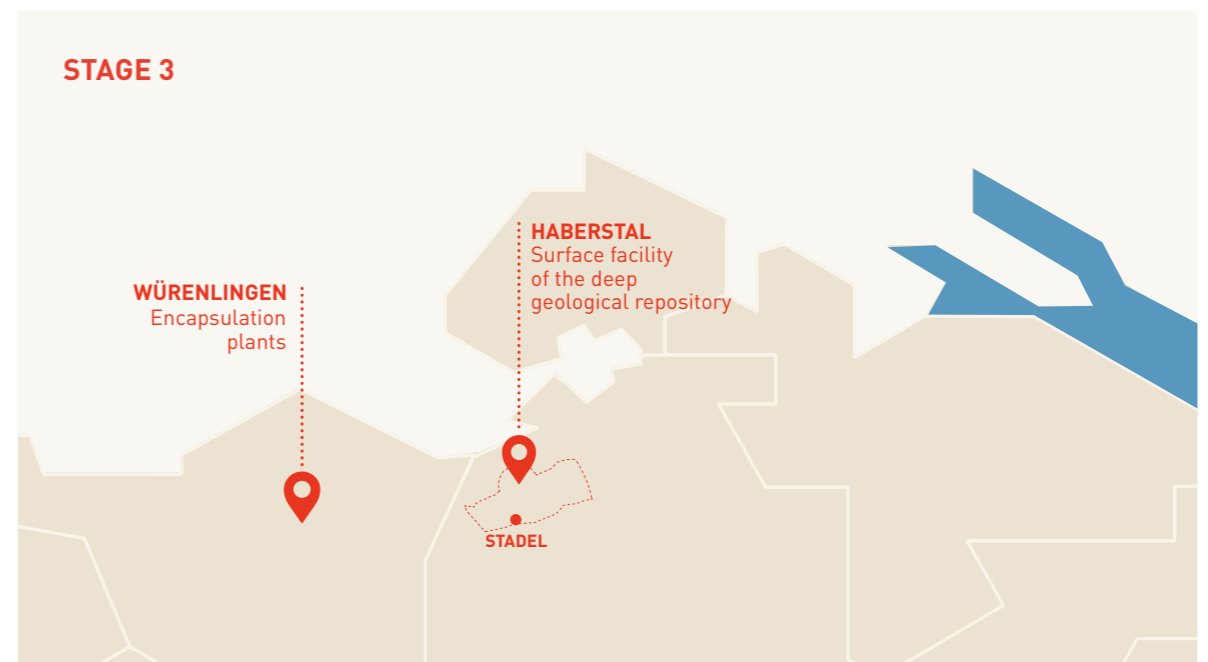 STAGE 3
HABERSTAL
Surface facility
of the deep
geological repository
WÜRENLINGEN
Encapsulation
plants
STADEL